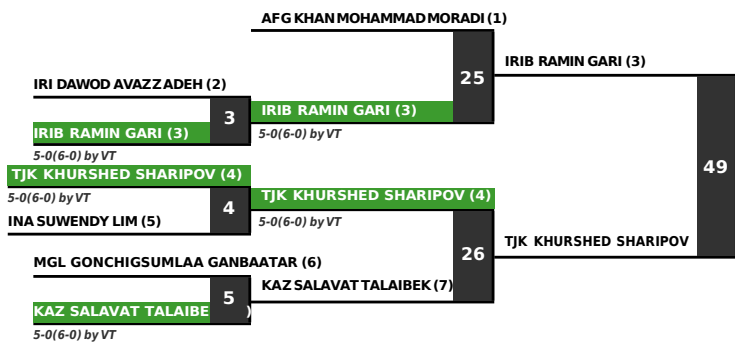 AFG KHAN MOHAMMAD MORADI (1)
25
IRIB RAMIN GARI (3)
IRI DAWOD AVAZZADEH (2)
3
IRIB RAMIN GARI (3)
5-0(6-0) by VT
IRIB RAMIN GARI (3)
5-0(6-0) by VT
49
TJK KHURSHED SHARIPOV (4)
5-0(6-0) by VT
4
TJK KHURSHED SHARIPOV (4)
5-0(6-0) by VT
INA SUWENDY LIM (5)
26
TJK KHURSHED SHARIPOV
MGL GONCHIGSUMLAA GANBAATAR (6)
5
KAZ SALAVAT TALAIBEK (7)
KAZ SALAVAT TALAIBE )
5-0(6-0) by VT